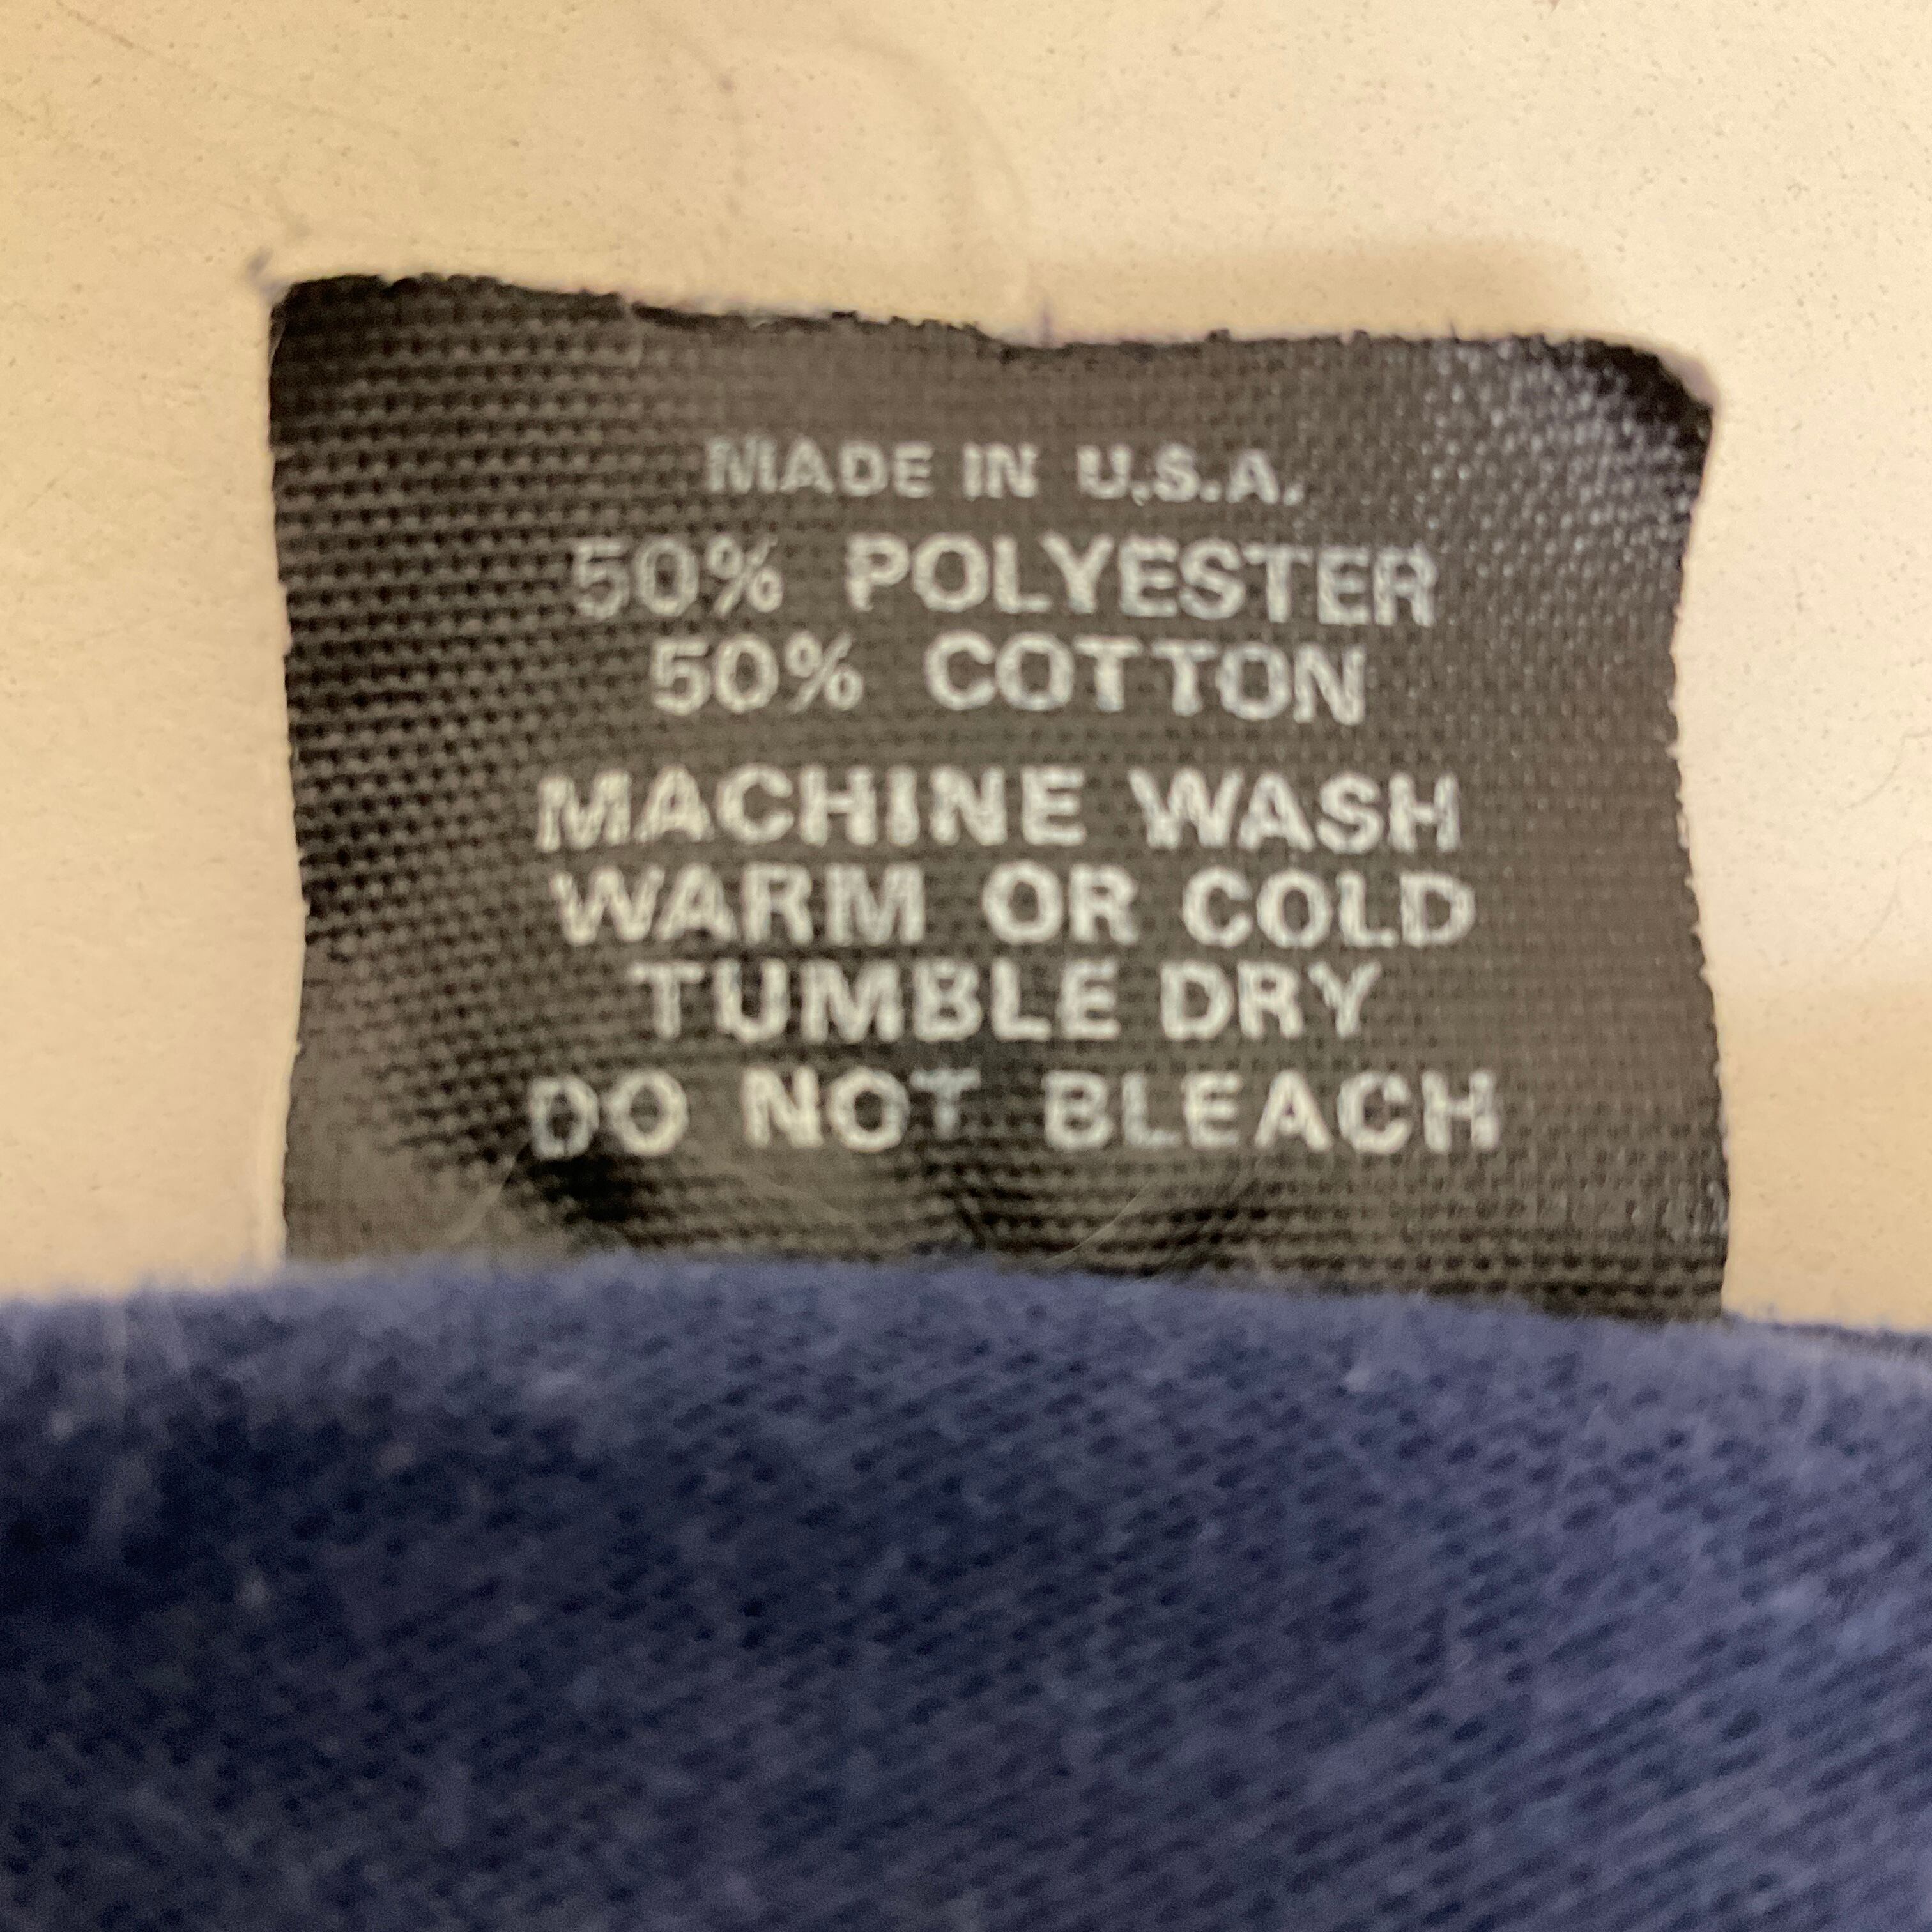 MADE IN U.S.A.
50% POLYESTER
50% COTTON
MACHINE WASH
WARM OR COLD
TUMBLE DRY
DO NOT BLEACH